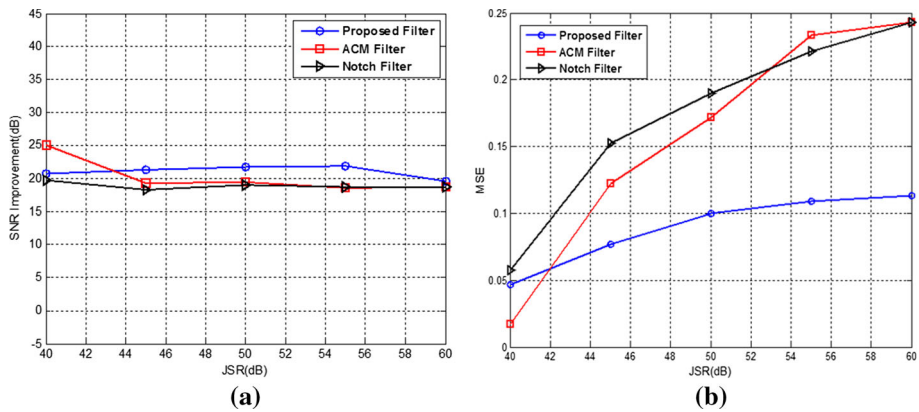 45
40
35
30
25
20
15
10
5
0
-5
SNR Improvement(dB)
Proposed Filter
ACM Filter
Notch Filter
40 42 44 46 48 50 52 54 56 58 60
JSR(dB)
(a)
0.25
0.2
0.15
0.1
0.05
0
MSE
Proposed Filter
ACM Filter
Notch Filter
40 42 44 46 48 50 52 54 56 58 60
JSR(dB)
(b)